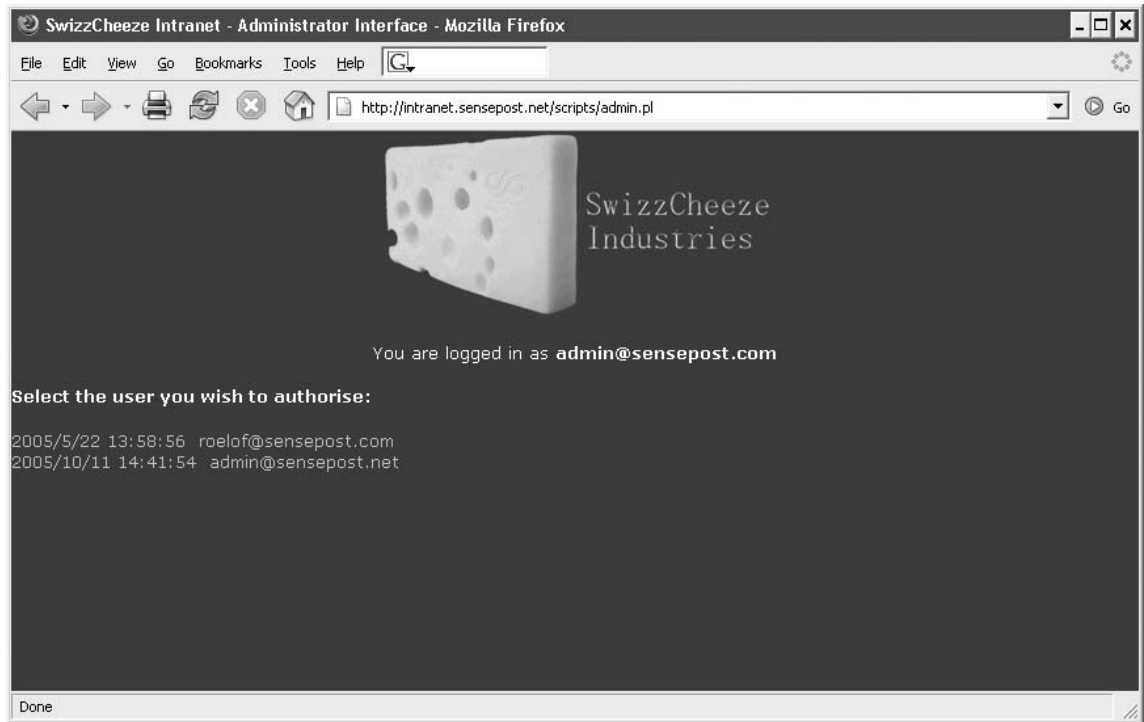 SwizzCheeze Intranet - Administrator Interface - Mozilla Firefox
File Edit View Go Bookmarks Tools Help G
http://intranet.sensepost.net/scripts/admin.pl Go
SwizzCheeze
Industries
You are logged in as admin@sensepost.com
Select the user you wish to authorise:
2005/5/22 13:58:56 roelof@sensepost.com
2005/10/11 14:41:54 admin@sensepost.net
Done